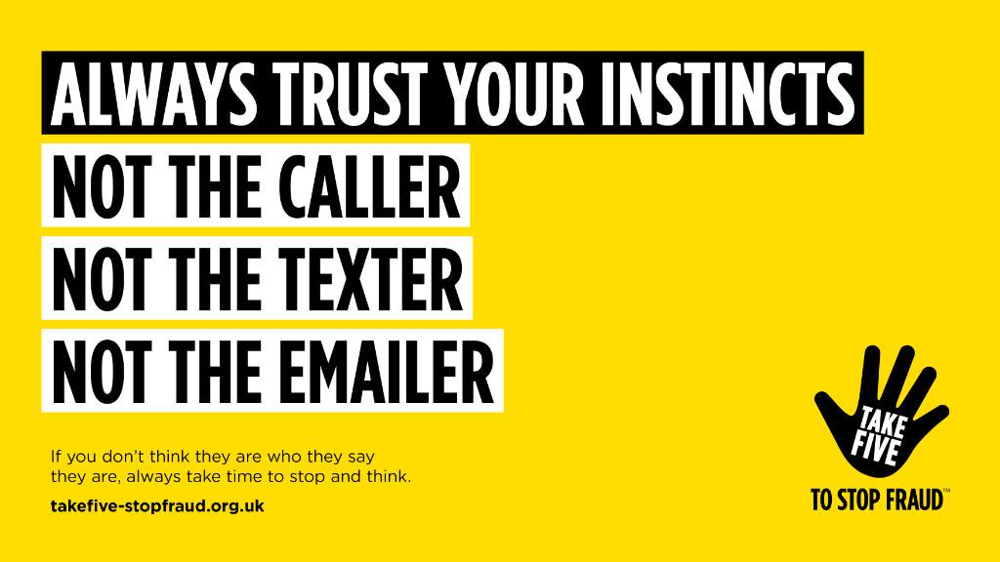 ALWAYS TRUST YOUR INSTINCTS
NOT THE CALLER
NOT THE TEXTER
NOT THE EMAILER
If you don’t think they are who they say
they are, always take time to stop and think.
takefive-stopfraud.org.uk
TAKE
FIVE
TO STOP FRAUD™